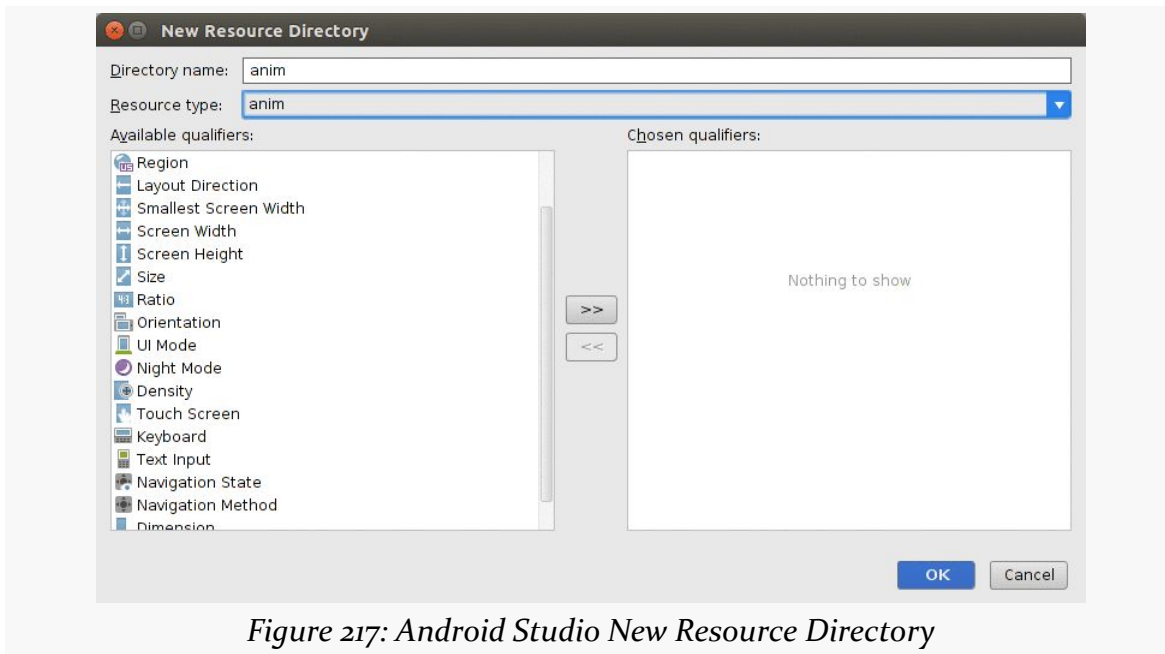 New Resource Directory
Directory name: anim
Resource type: anim
Available qualifiers:
Region
Layout Direction
Smallest Screen Width
Screen Width
Screen Height
Size
Ratio
Orientation
UI Mode
Night Mode
Density
Touch Screen
Keyboard
Text Input
Navigation State
Navigation Method
Dimension
>>
<<
Chosen qualifiers:
Nothing to show
OK
Cancel
Figure 217: Android Studio New Resource Directory